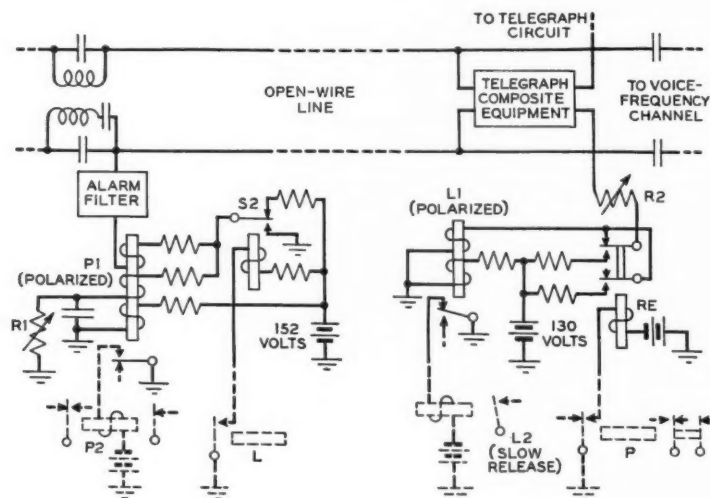 TO TELEGRAPH
CIRCUIT
OPEN-WIRE
LINE
TELEGRAPH
COMPOSITE
EQUIPMENT
TO VOICE-
FREQUENCY
CHANNEL
ALARM
FILTER
S2
L1
(POLARIZED)
R2
P1
(POLARIZED)
R1
152
VOLTS
130
VOLTS
RE
P2
L
L2
(SLOW
RELEASE)
P